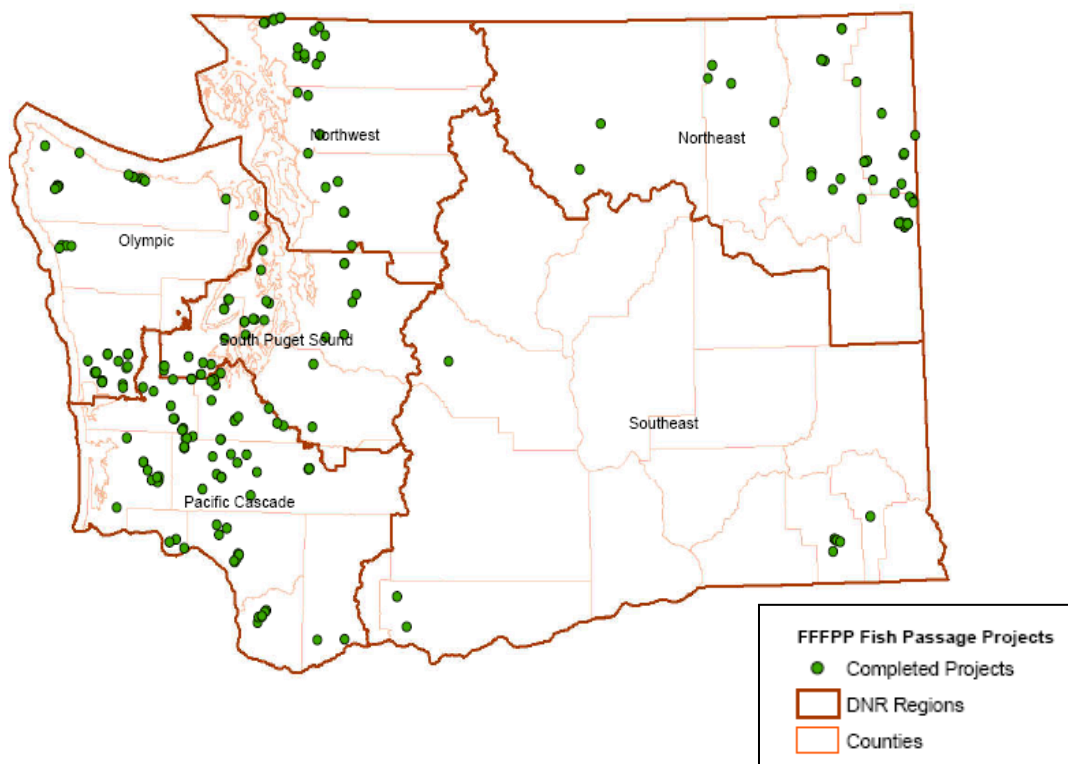 Northwest
Northeast
Olympic
South Puget Sound
Southeast
Pacific Cascade
FFFPP Fish Passage Projects
Completed Projects
DNR Regions
Counties